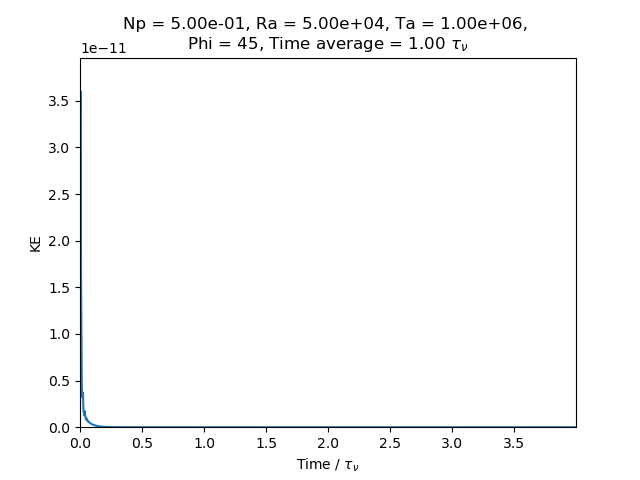 Np = 5.00e-01, Ra = 5.00e+04, Ta = 1.00e+06,
Phi = 45, Time average = 1.00 τν
1e−11
3.5
3.0
2.5
2.0
1.5
1.0
0.5
0.0
KE
0.0 0.5 1.0 1.5 2.0 2.5 3.0 3.5
Time / τν